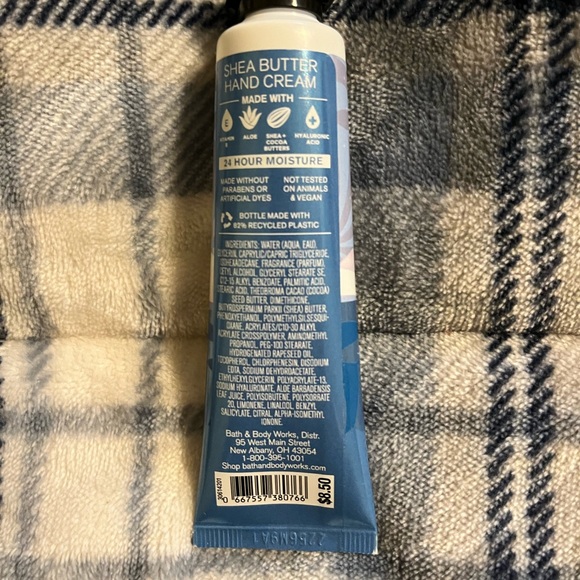 SHEA BUTTER
HAND CREAM
MADE WITH
E
VITAMIN E
ALOE
SHEA + COCOA BUTTERS
HYALURONIC ACID
24 HOUR MOISTURE
MADE WITHOUT
PARABENS OR
ARTIFICIAL DYES
NOT TESTED
ON ANIMALS
& VEGAN
BOTTLE MADE WITH
RECYCLED PLASTIC
INGREDIENTS: WATER (AQUA, EAU),
GLYCERIN, CAPRYLIC/CAPRIC TRIGLYCERIDE,
ISOHEXADECANE, FRAGRANCE (PARFUM),
CETYL ALCOHOL, GLYCERYL STEARATE SE,
C12-15 ALKYL BENZOATE, PALMITIC ACID,
STEARIC ACID, THEOBROMA CACAO (COCOA)
SEED BUTTER, DIMETHICONE,
BUTYROSPERMUM PARKII (SHEA) BUTTER,
PHENOXYETHANOL, POLYMETHYLSILSESQUI-
OXANE, ACRYLATES/C10-30 ALKYL
ACRYLATE CROSSPOLYMER, AMINOMETHYL
PROPANOL, PEG-100 STEARATE,
HYDROGENATED RAPESEED OIL,
TOCOPHEROL, CHLORPHENESIN, DISODIUM
EDTA, SODIUM DEHYDROACETATE,
ETHYLHEXYLGLYCERIN, POLYACRYLATE-13,
SODIUM HYALURONATE, ALOE BARBADENSIS
LEAF JUICE, POLYISOBUTENE, POLYSORBATE
20, LIMONENE, LINALOOL, BENZYL
SALICYLATE, CITRAL, ALPHA-ISOMETHYL
IONONE.
Bath & Body Works, Distr.
95 West Main Street
New Albany, OH 43054
1-800-395-1001
Shop bathandbodyworks.com
0 667557 380766
$8.50
2256M9A1